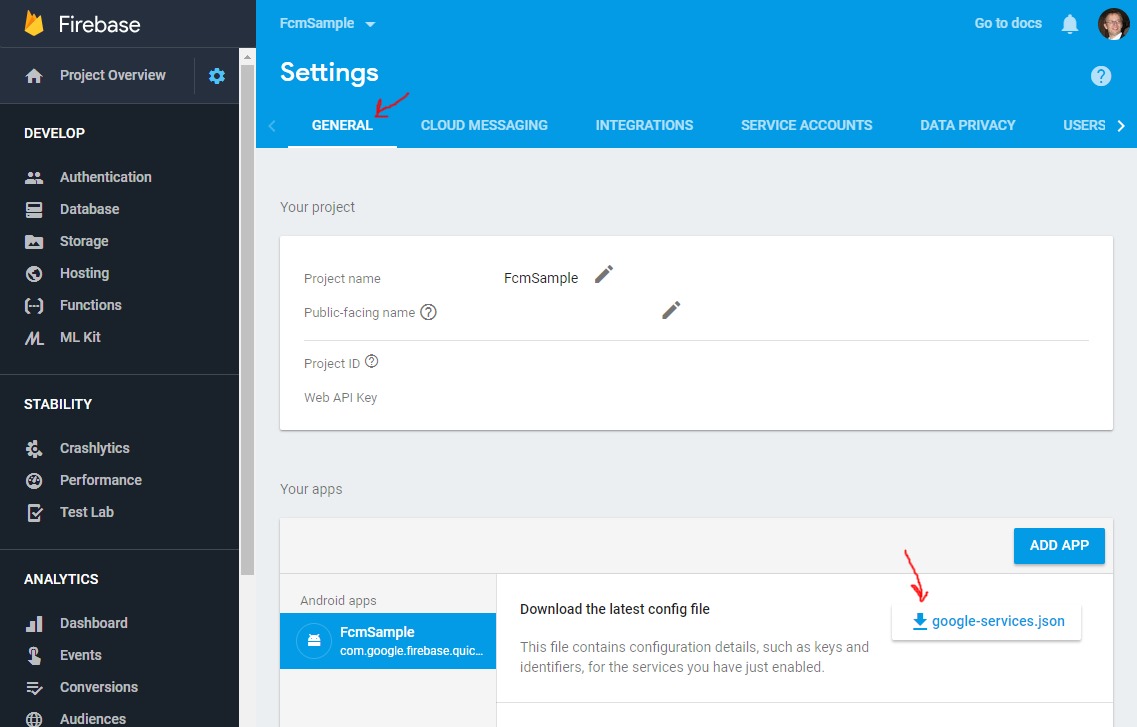 Firebase
FcmSample
Go to docs
Project Overview
Settings
?
DEVELOP
GENERAL
CLOUD MESSAGING
INTEGRATIONS
SERVICE ACCOUNTS
DATA PRIVACY
USERS
Authentication
Database
Storage
Hosting
Functions
ML Kit
STABILITY
Crashlytics
Performance
Test Lab
ANALYTICS
Dashboard
Events
Conversions
Audiences
Your project
Project name
FcmSample
Public-facing name ?
Project ID ?
Web API Key
Your apps
ADD APP
Android apps
FcmSample
com.google.firebase.quic...
Download the latest config file
This file contains configuration details, such as keys and
identifiers, for the services you have just enabled.
google-services.json